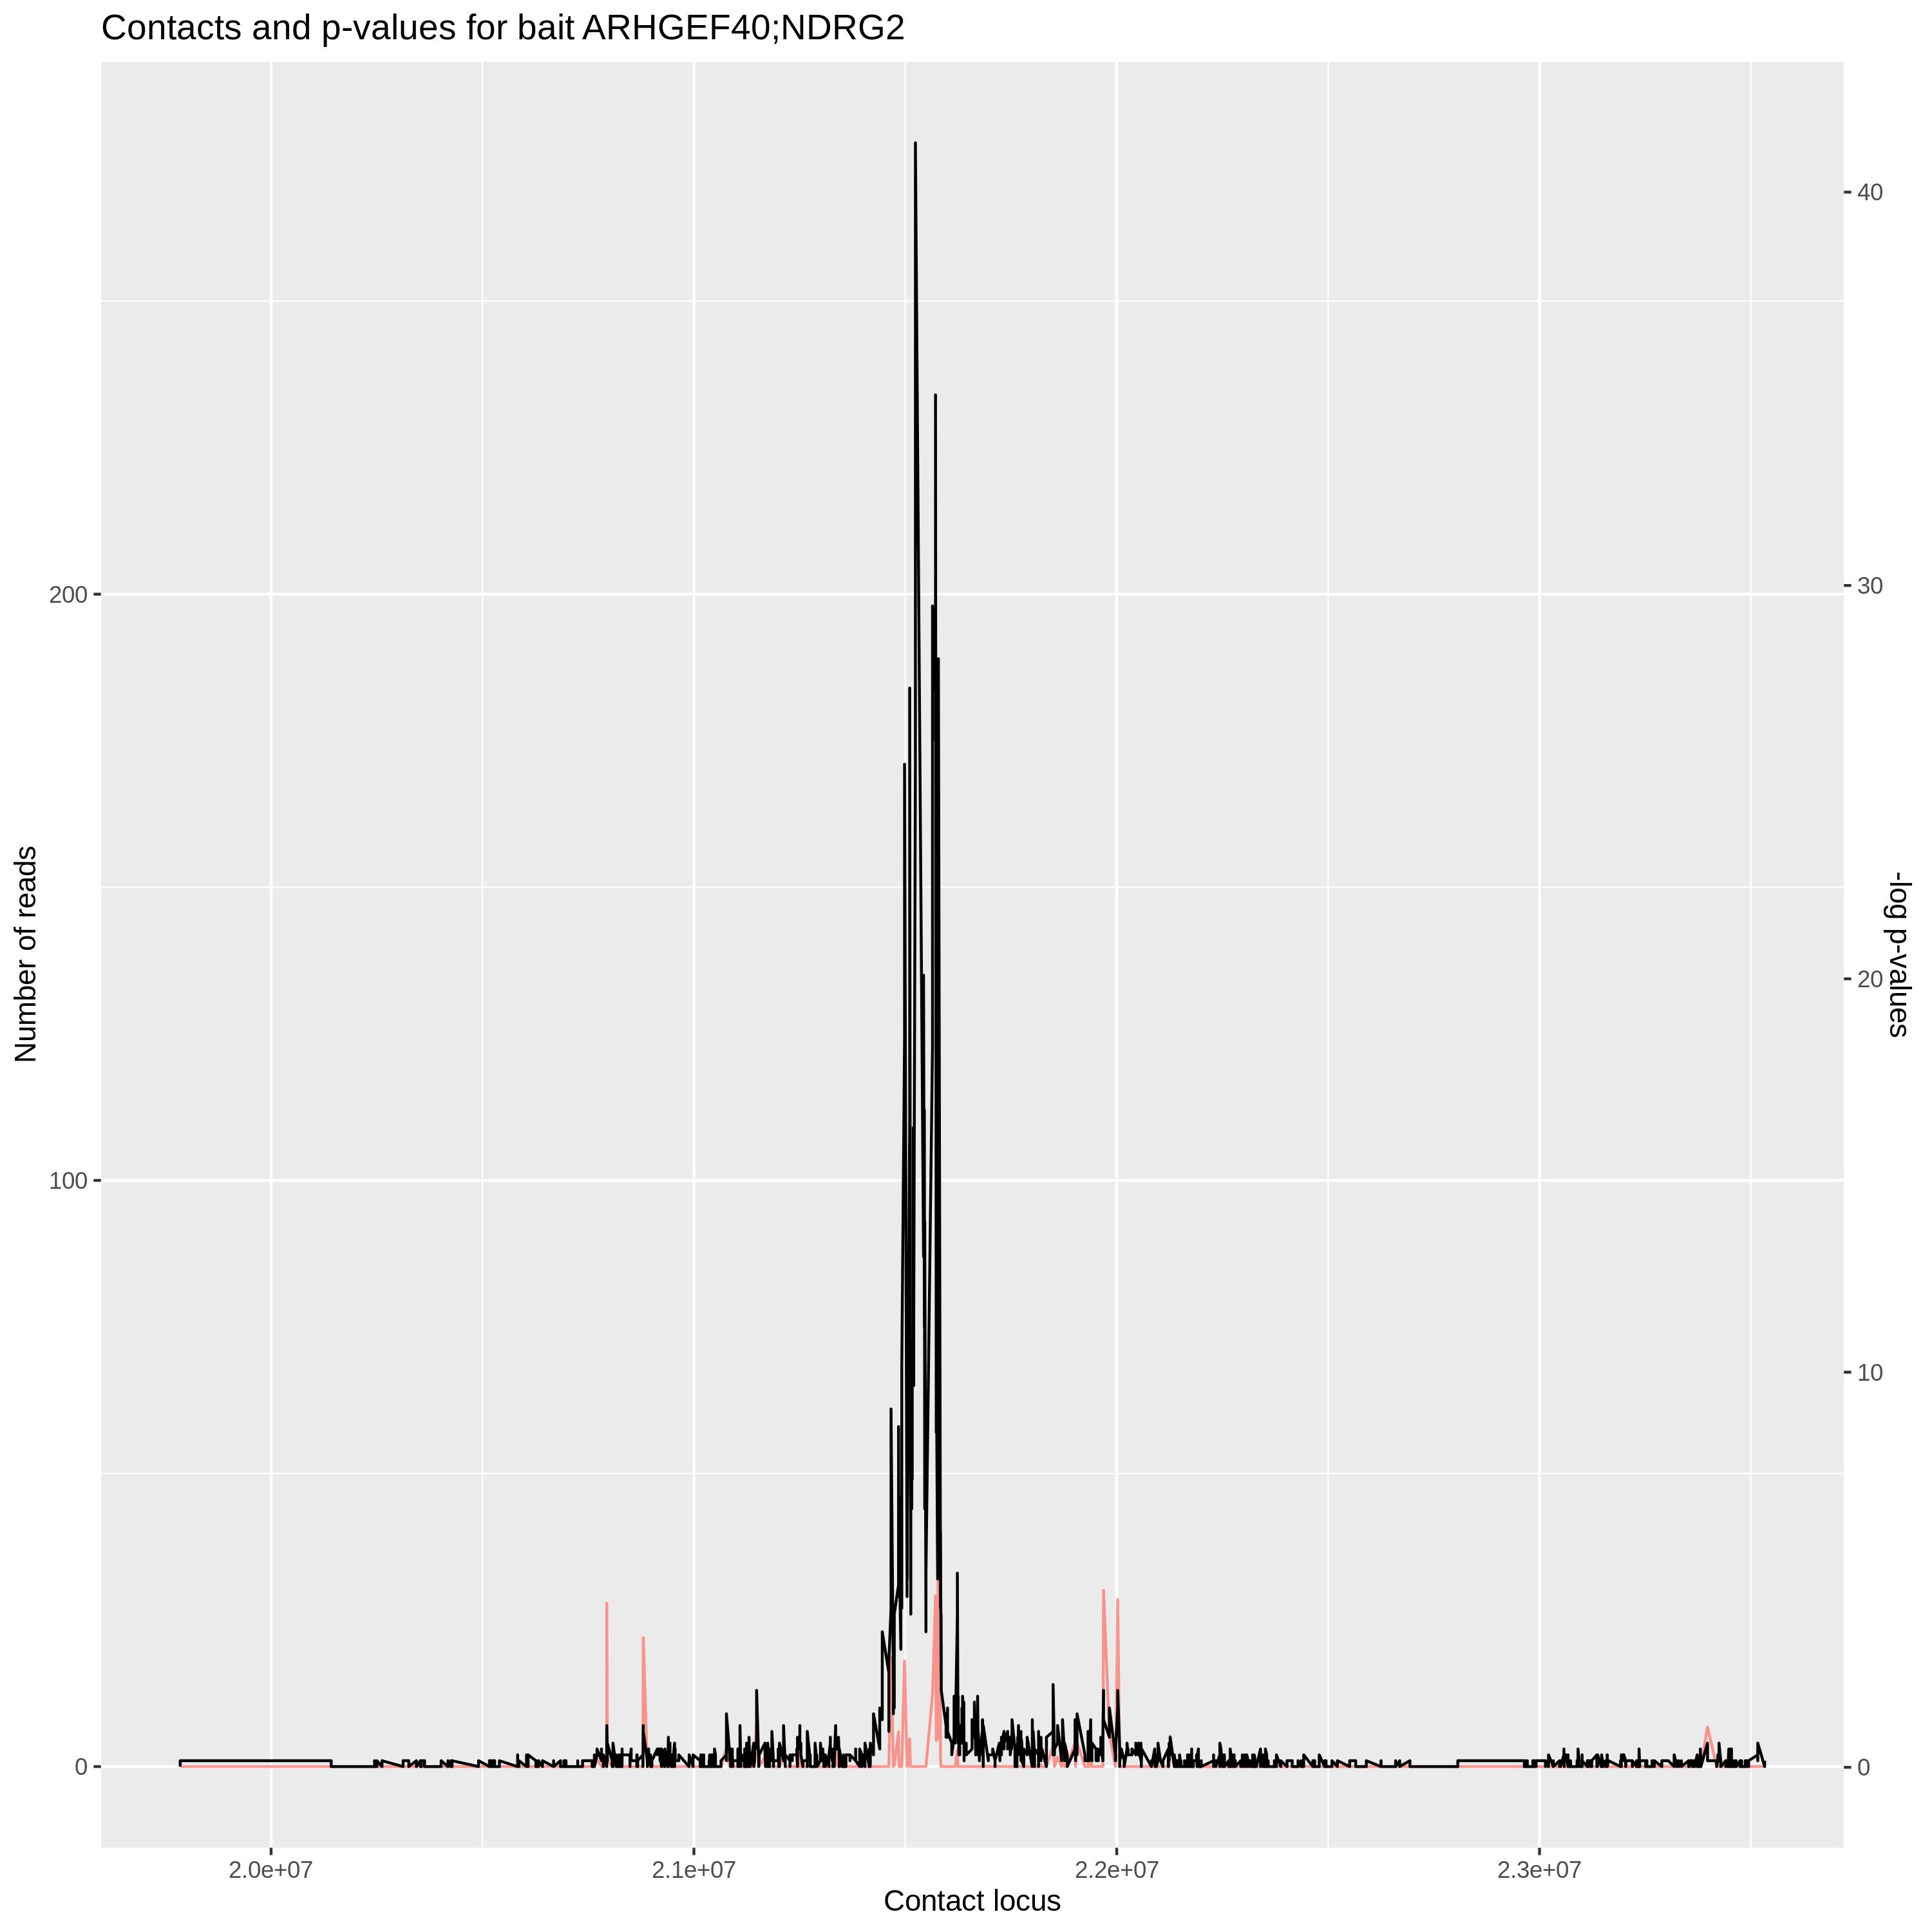 Contacts and p-values for bait ARHGEF40;NDRG2
Number of reads
200
100
0
40
30
20
10
0
-log p-values
2.0e+07 2.1e+07 2.2e+07 2.3e+07
Contact locus